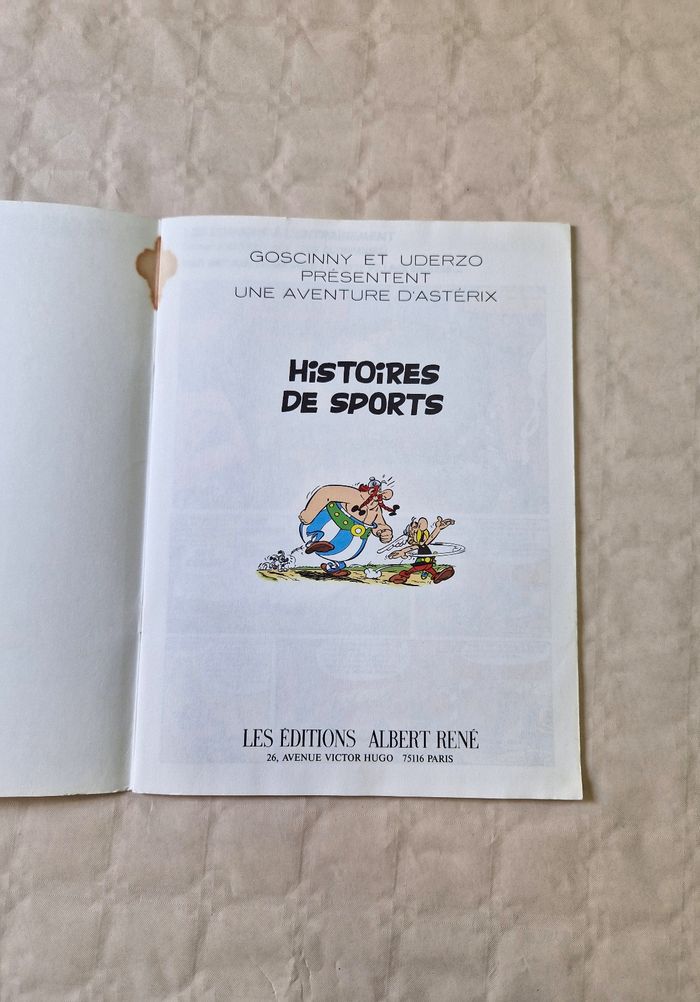 GOSCINNY ET UDERZO
PRÉSENTENT
UNE AVENTURE D'ASTÉRIX
HiSTOiRES
DE SPORTS
LES ÉDITIONS ALBERT RENÉ
26, AVENUE VICTOR HUGO 75116 PARIS